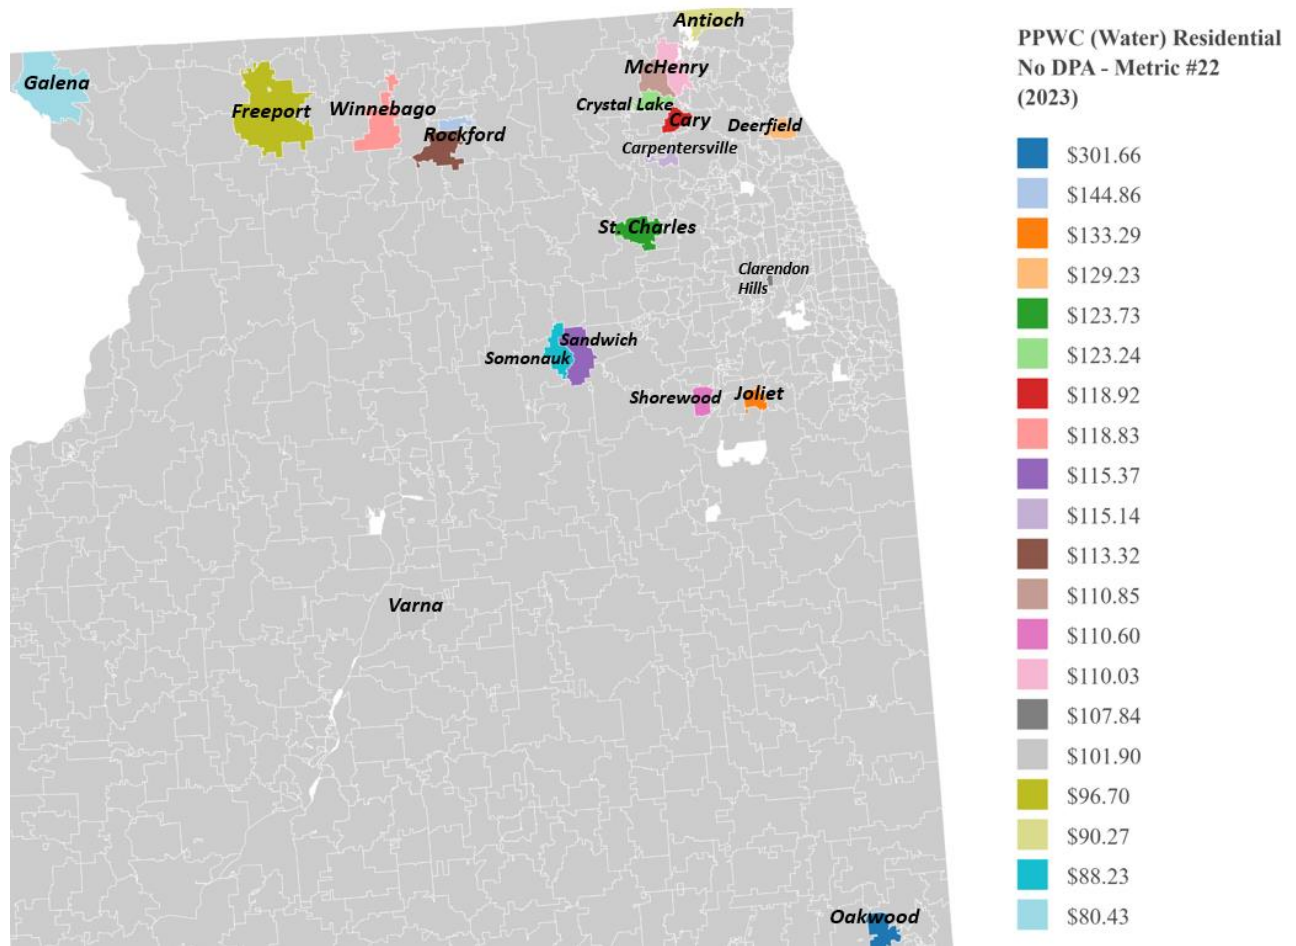 Antioch
Galena
McHenry
Freeport
Winnebago
Crystal Lake
Cary
Deerfield
Rockford
Carpentersville
St. Charles
Clarendon
Hills
Sandwich
Somonauk
Shorewood
Joliet
Varna
Oakwood
PPWC (Water) Residential
No DPA - Metric #22
(2023)
$301.66
$144.86
$133.29
$129.23
$123.73
$123.24
$118.92
$118.83
$115.37
$115.14
$113.32
$110.85
$110.60
$110.03
$107.84
$101.90
$96.70
$90.27
$88.23
$80.43